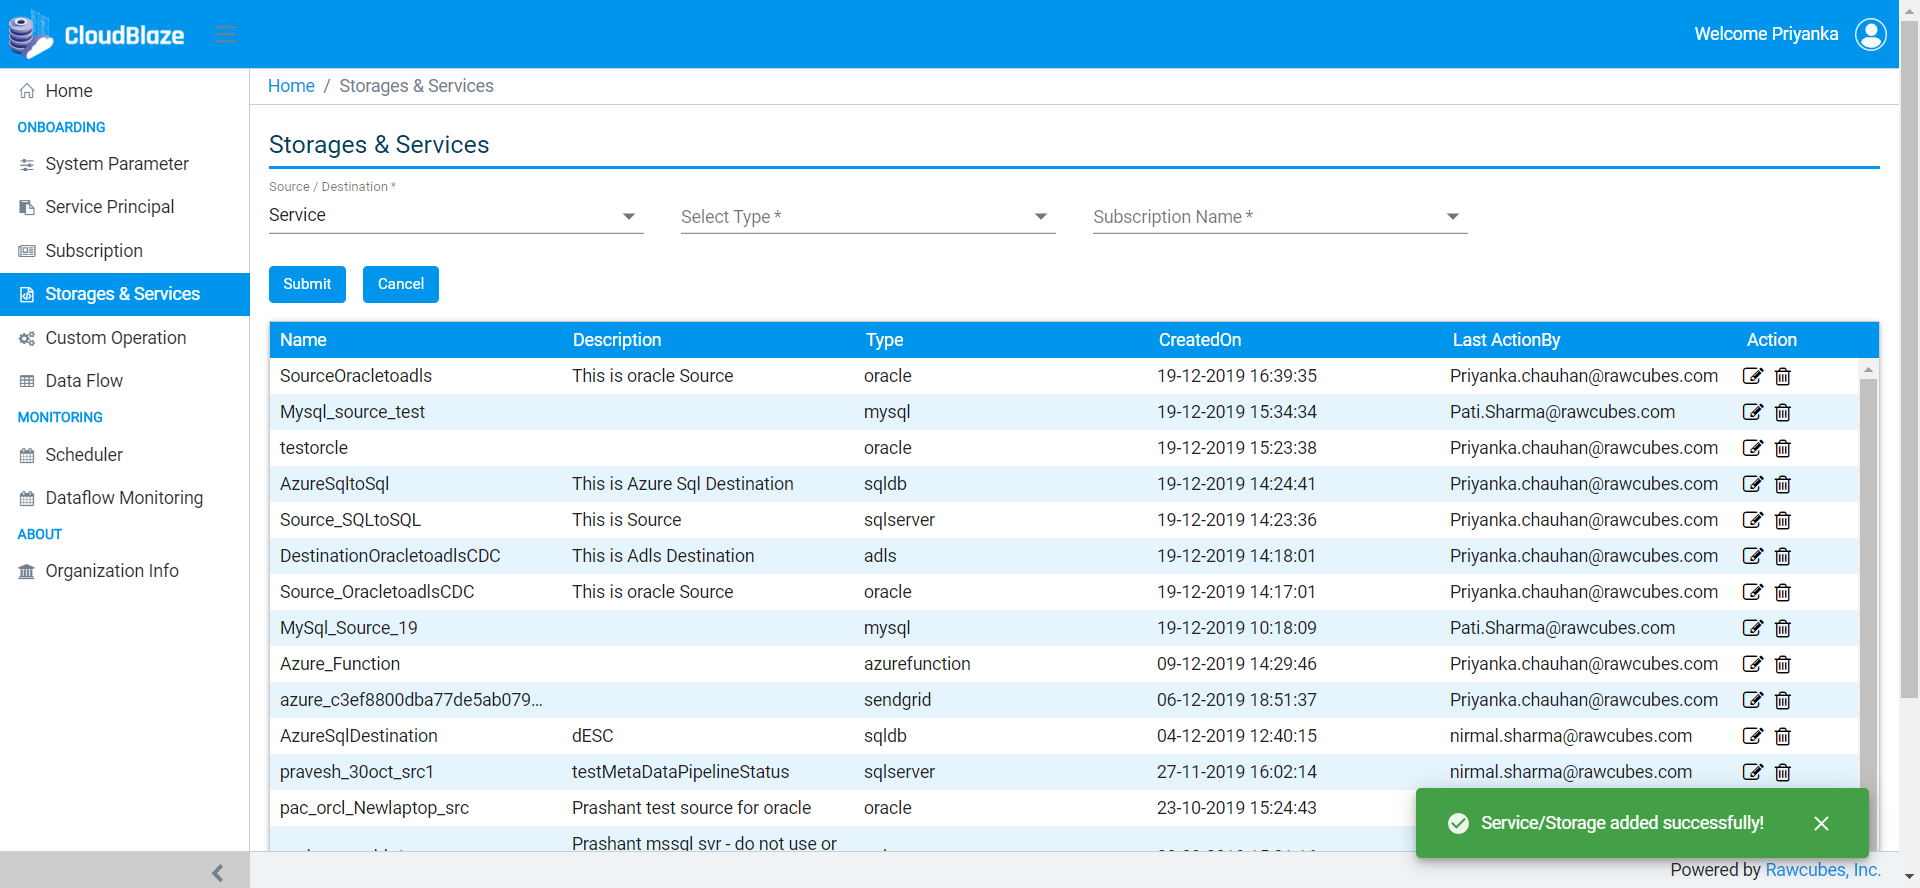 CloudBlaze
Welcome Priyanka
Home
ONBOARDING
System Parameter
Service Principal
Subscription
Storages & Services
Custom Operation
Data Flow
MONITORING
Scheduler
Dataflow Monitoring
ABOUT
Organization Info
Home / Storages & Services
Storages & Services
Source / Destination *
Service
Select Type *
Subscription Name *
Submit Cancel
Name Description Type CreatedOn Last ActionBy Action
SourceOracletoadls This is oracle Source oracle 19-12-2019 16:39:35 Priyanka.chauhan@rawcubes.com
Mysql_source_test mysql 19-12-2019 15:34:34 Pati.Sharma@rawcubes.com
testorcle oracle 19-12-2019 15:23:38 Priyanka.chauhan@rawcubes.com
AzureSqltoSql This is Azure Sql Destination sqldb 19-12-2019 14:24:41 Priyanka.chauhan@rawcubes.com
Source_SQLtoSQL This is Source sqlserver 19-12-2019 14:23:36 Priyanka.chauhan@rawcubes.com
DestinationOracletoadlsCDC This is Adls Destination adls 19-12-2019 14:18:01 Priyanka.chauhan@rawcubes.com
Source_OracletoadlsCDC This is oracle Source oracle 19-12-2019 14:17:01 Priyanka.chauhan@rawcubes.com
MySql_Source_19 mysql 19-12-2019 10:18:09 Pati.Sharma@rawcubes.com
Azure_Function azurefunction 09-12-2019 14:29:46 Priyanka.chauhan@rawcubes.com
azure_c3ef8800dba77de5ab079... sendgrid 06-12-2019 18:51:37 Priyanka.chauhan@rawcubes.com
AzureSqlDestination dESC sqldb 04-12-2019 12:40:15 nirmal.sharma@rawcubes.com
pravesh_30oct_src1 testMetaDataPipelineStatus sqlserver 27-11-2019 16:02:14 nirmal.sharma@rawcubes.com
pac_orcl_Newlaptop_src Prashant test source for oracle oracle 23-10-2019 15:24:43
Prashant mssql svr - do not use or
Service/Storage added successfully!
Powered by Rawcubes, Inc.